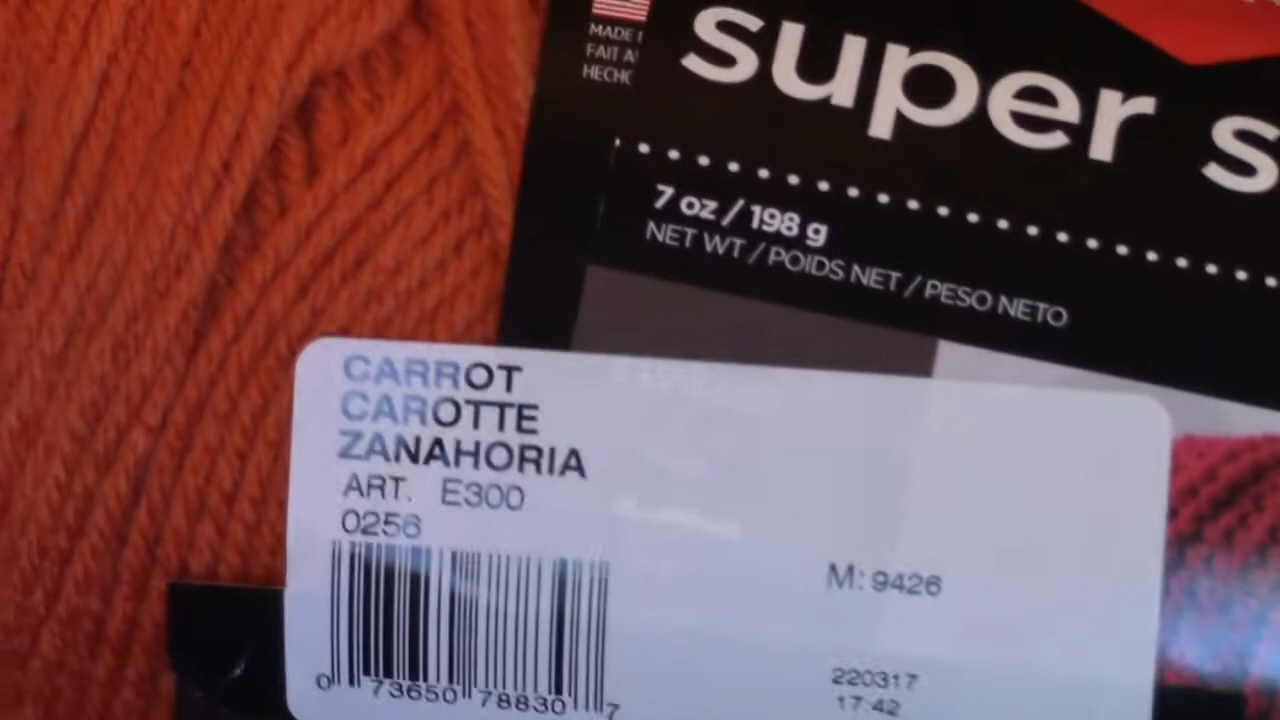 MADE
FAIT
super
7 oz / 198 g
NET WT / POIDS NET / PESO NETO
CARROT
CAROTTE
ZANAHORIA
ART. E300
0256
M: 9426
0 73650 78830 7
220317
17:42